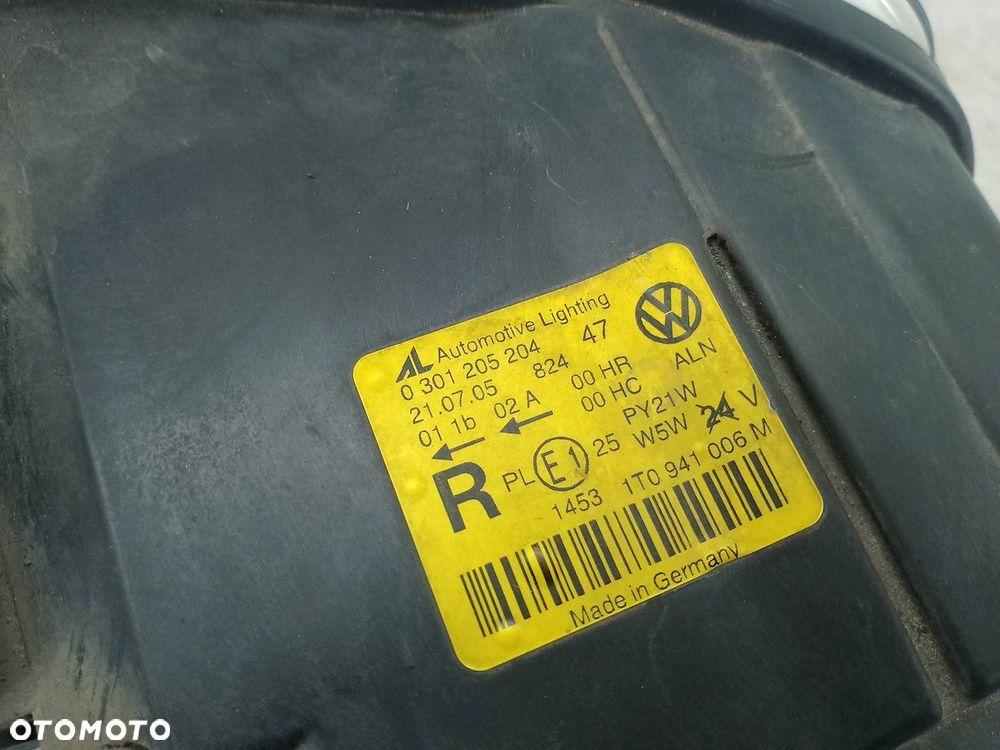 AL Automotive Lighting
0 301 205 204 47
21.07.05 824 00 HR ALN
01 1b 02 A 00 HC
PY21W
R PL E1 25 W5W 24 V
1453 1T0 941 006 M
Made in Germany
OTOMOTO